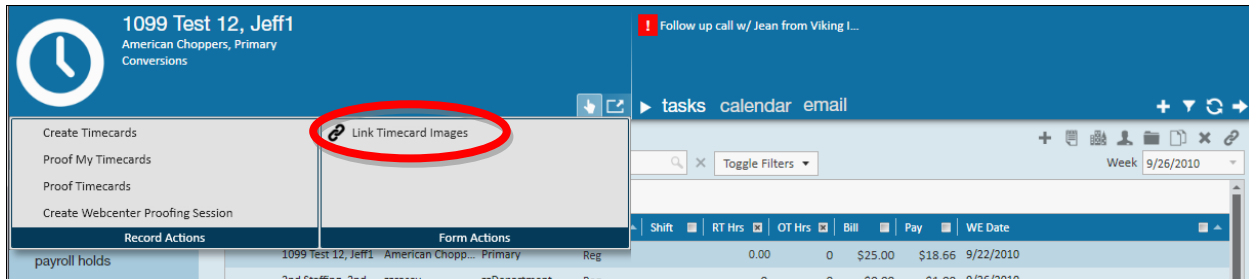 1099 Test 12, Jeff1
American Choppers, Primary
Conversions
! Follow up call w/ Jean from Viking I...
tasks calendar email
Create Timecards
Proof My Timecards
Proof Timecards
Create Webcenter Proofing Session
Record Actions
Link Timecard Images
Form Actions
Toggle Filters
Week 9/26/2010
Shift RT Hrs OT Hrs Bill Pay WE Date
payroll holds
1099 Test 12, Jeff1 American Chopp... Primary Reg 0.00 0 $25.00 $18.66 9/22/2010